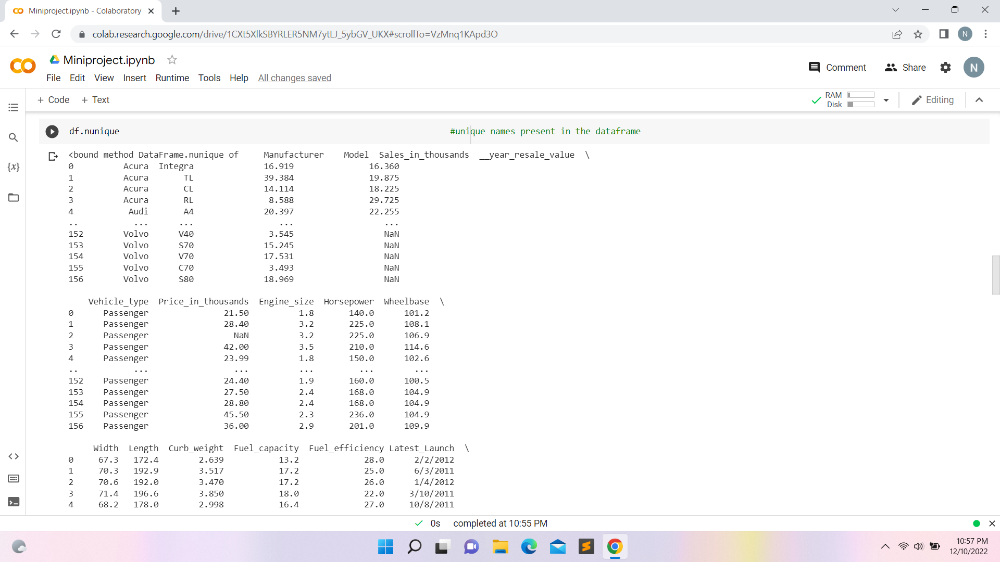 Miniproject.ipynb - Colaboratory
colab.research.google.com/drive/1CXt5XlkSBYRLER5NM7ytLJ_5ybGV_UKX#scrollTo=VzMnq1KApd3O
N
Miniproject.ipynb
Comment Share N
File Edit View Insert Runtime Tools Help All changes saved
+ Code + Text
RAM
Disk
Editing
df.nunique #unique names present in the dataframe
<bound method DataFrame.nunique of Manufacturer Model Sales_in_thousands __year_resale_value \
0 Acura Integra 16.919 16.360
1 Acura TL 39.384 19.875
2 Acura CL 14.114 18.225
3 Acura RL 8.588 29.725
4 Audi A4 20.397 22.255
.. ... ... ... ...
152 Volvo V40 3.545 NaN
153 Volvo S70 15.245 NaN
154 Volvo V70 17.531 NaN
155 Volvo C70 3.493 NaN
156 Volvo S80 18.969 NaN
Vehicle_type Price_in_thousands Engine_size Horsepower Wheelbase \
0 Passenger 21.50 1.8 140.0 101.2
1 Passenger 28.40 3.2 225.0 108.1
2 Passenger NaN 3.2 225.0 106.9
3 Passenger 42.00 3.5 210.0 114.6
4 Passenger 23.99 1.8 150.0 102.6
.. ... ... ... ... ...
152 Passenger 24.40 1.9 160.0 100.5
153 Passenger 27.50 2.4 168.0 104.9
154 Passenger 28.80 2.4 168.0 104.9
155 Passenger 45.50 2.3 236.0 104.9
156 Passenger 36.00 2.9 201.0 109.9
Width Length Curb_weight Fuel_capacity Fuel_efficiency Latest_Launch \
0 67.3 172.4 2.639 13.2 28.0 2/2/2012
1 70.3 192.9 3.517 17.2 25.0 6/3/2011
2 70.6 192.0 3.470 17.2 26.0 1/4/2012
3 71.4 196.6 3.850 18.0 22.0 3/10/2011
4 68.2 178.0 2.998 16.4 27.0 10/8/2011
{x}
0s completed at 10:55 PM
10:57 PM
12/10/2022